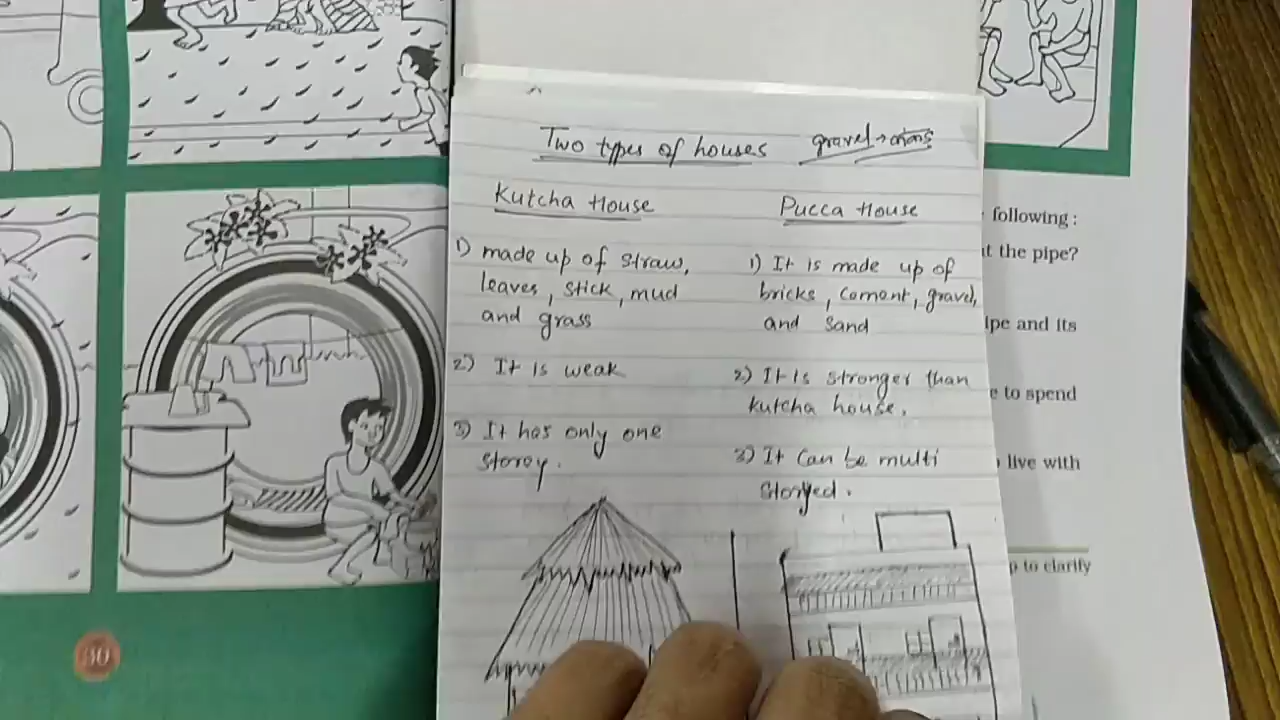 Two types of houses
gravel →
Kutcha House
1) made up of straw,
leaves, stick, mud
and grass
2) It is weak
3) It has only one
storey.
Pucca House
1) It is made up of
bricks, cement, gravel,
and sand
2) It is stronger than
kutcha house.
3) It can be multi
storyed.
following :
the pipe?
and its
to spend
live with
to clarify
30